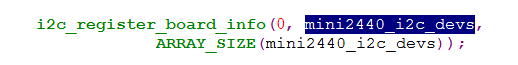 i2c_register_board_info(0, mini2440_i2c_devs,
ARRAY_SIZE(mini2440_i2c_devs));